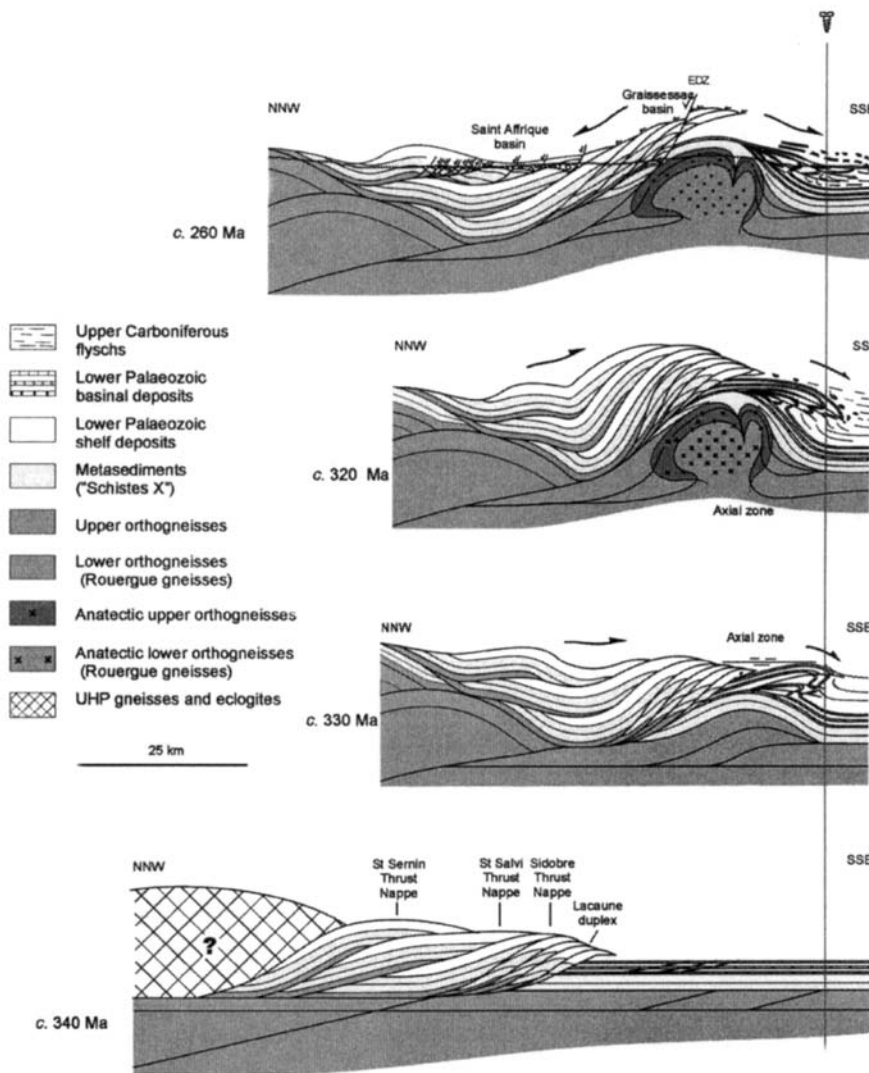 EDZ
Graissessac
basin
NNW
SSE
Saint Affrique
basin
c. 260 Ma
Upper Carboniferous
flyschs
Lower Palaeozoic
basinal deposits
Lower Palaeozoic
shelf deposits
Metasediments
("Schistes X")
Upper orthogneisses
Lower orthogneisses
(Rouergue gneisses)
Anatectic upper orthogneisses
Anatectic lower orthogneisses
(Rouergue gneisses)
UHP gneisses and eclogites
25 km
NNW
SS
c. 320 Ma
Axial zone
NNW
Axial zone
SSE
c. 330 Ma
NNW
SSE
St Sernin
Thrust
Nappe
St Salvi
Thrust
Nappe
Sidobre
Thrust
Nappe
Lacaune
duplex
?
c. 340 Ma